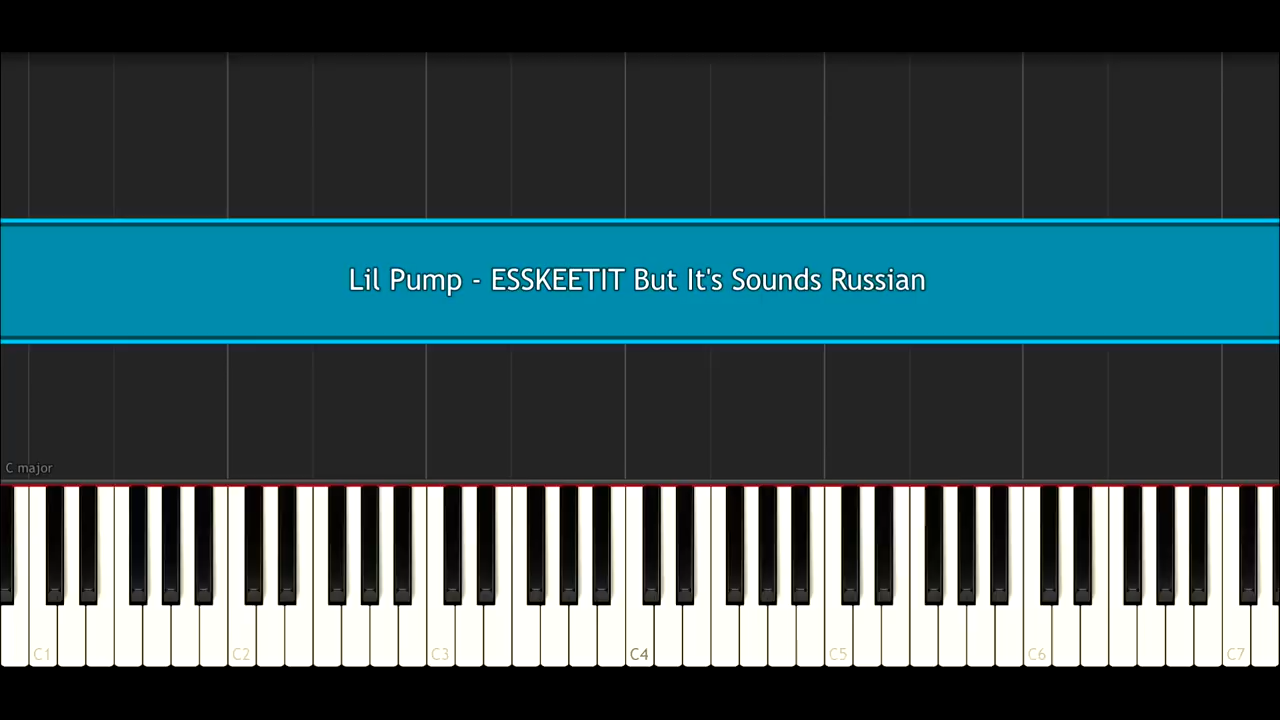 Lil Pump - ESSKEETIT But It's Sounds Russian
C major
C1 C2 C3 C4 C5 C6 C7